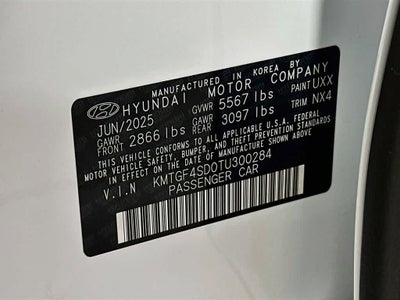 MANUFACTURED IN KOREA BY
HYUNDAI MOTOR COMPANY
JUN/2025 GVWR 5567 lbs PAINT UXX
GAWR FRONT 2866 lbs GAWR REAR 3097 lbs TRIM NX4
THIS VEHICLE CONFORMS TO ALL APPLICABLE U.S.A. FEDERAL
MOTOR VEHICLE SAFETY, BUMPER, AND THEFT PREVENTION
STANDARDS IN EFFECT ON THE DATE OF MANUFACTURE SHOWN ABOVE.
V.I.N KMTGF4SD0TU300284
PASSENGER CAR